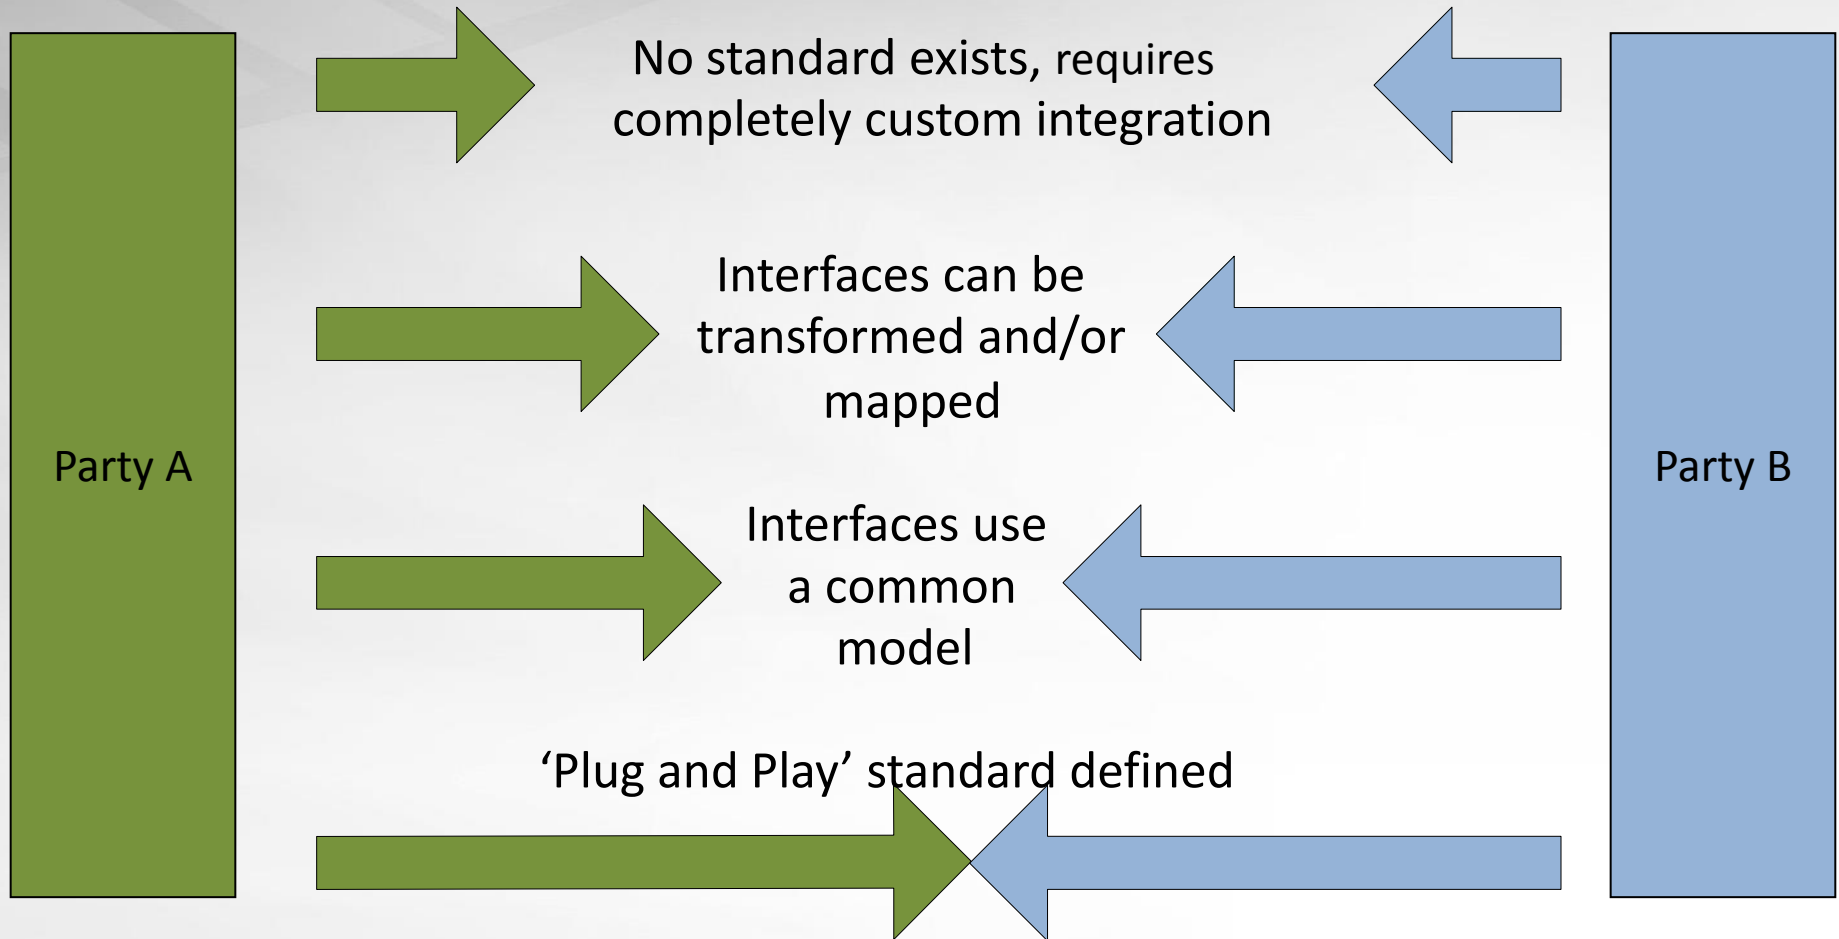 No standard exists, requires
completely custom integration
Interfaces can be
transformed and/or
mapped
Party A
Party B
Interfaces use
a common
model
‘Plug and Play’ standard defined